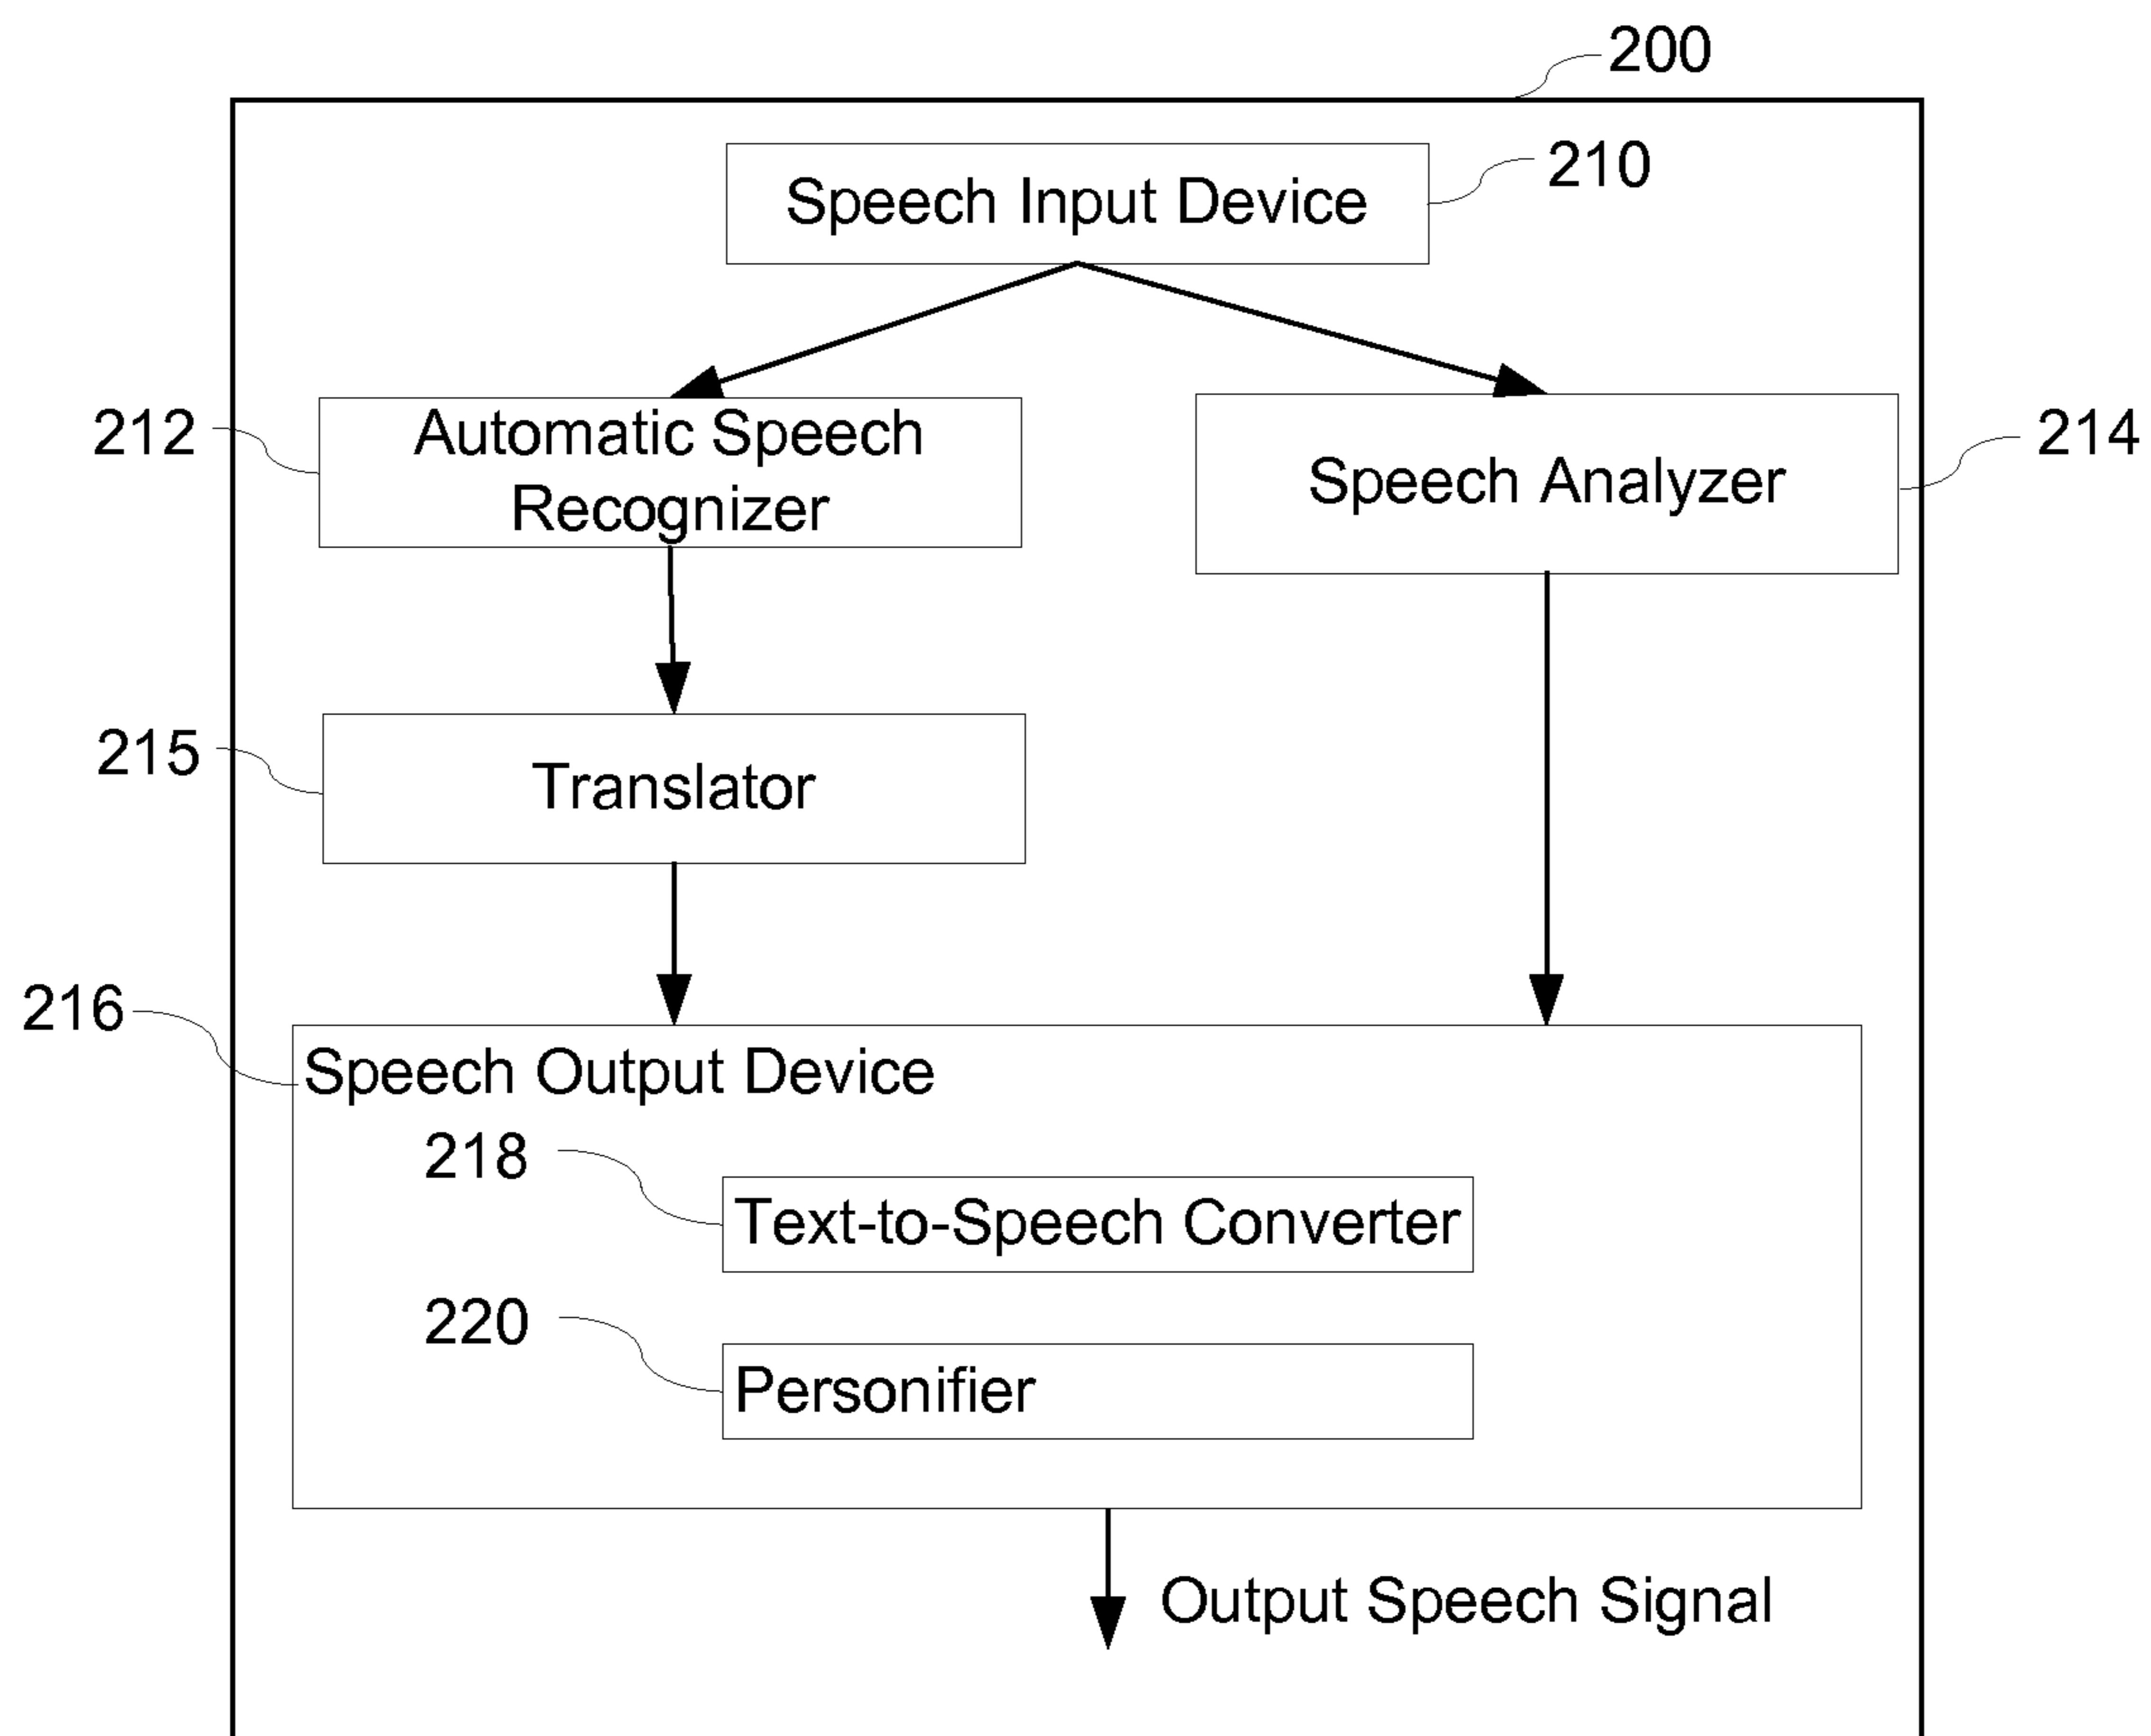 200
Speech Input Device
210
212
Automatic Speech
Recognizer
Speech Analyzer
214
215
Translator
216
Speech Output Device
218
Text-to-Speech Converter
220
Personifier
Output Speech Signal